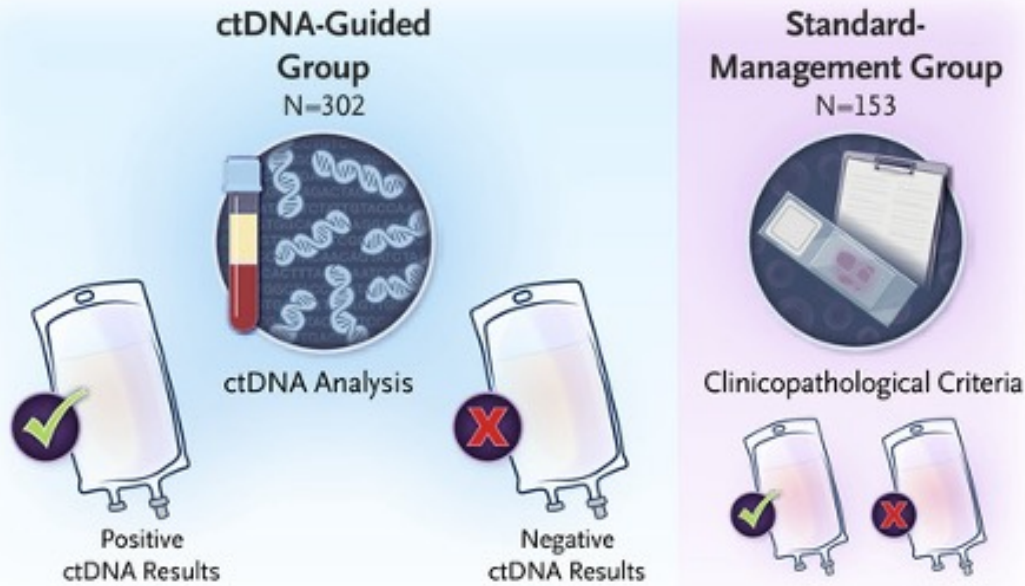 ctDNA-Guided
Group
N=302
ctDNA Analysis
Positive
ctDNA Results
Negative
ctDNA Results
Standard-
Management Group
N=153
Clinicopathological Criteria